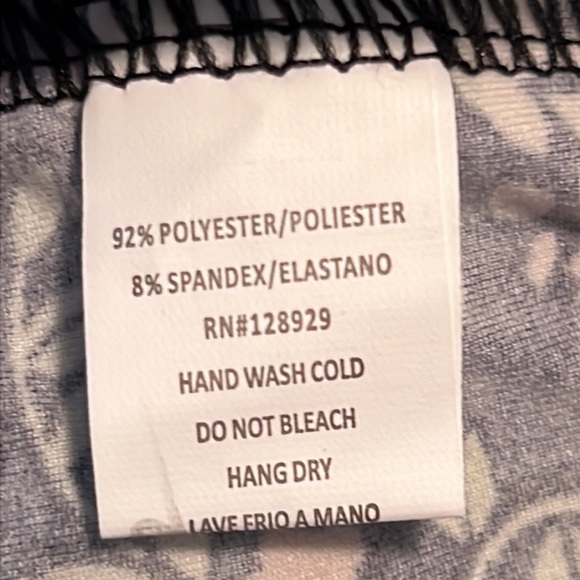 92% POLYESTER/POLIESTER
8% SPANDEX/ELASTANO
RN#128929
HAND WASH COLD
DO NOT BLEACH
HANG DRY
LAVE FRIO A MANO